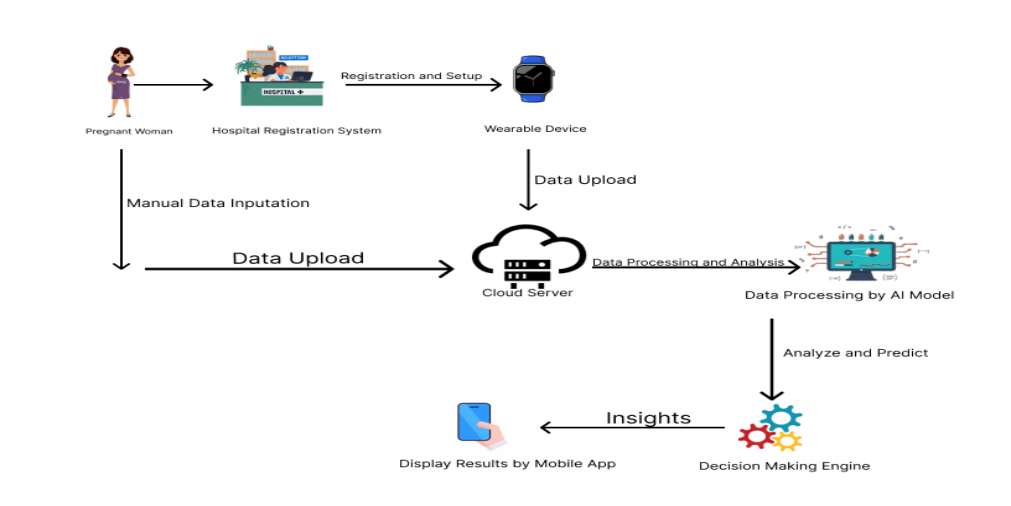 RECEPTION
HOSPITAL +
Registration and Setup
Pregnant Woman
Hospital Registration System
Wearable Device
Data Upload
Manual Data Inputation
Data Upload
Data Processing and Analysis
Cloud Server
Data Processing by AI Model
Analyze and Predict
Insights
Display Results by Mobile App
Decision Making Engine